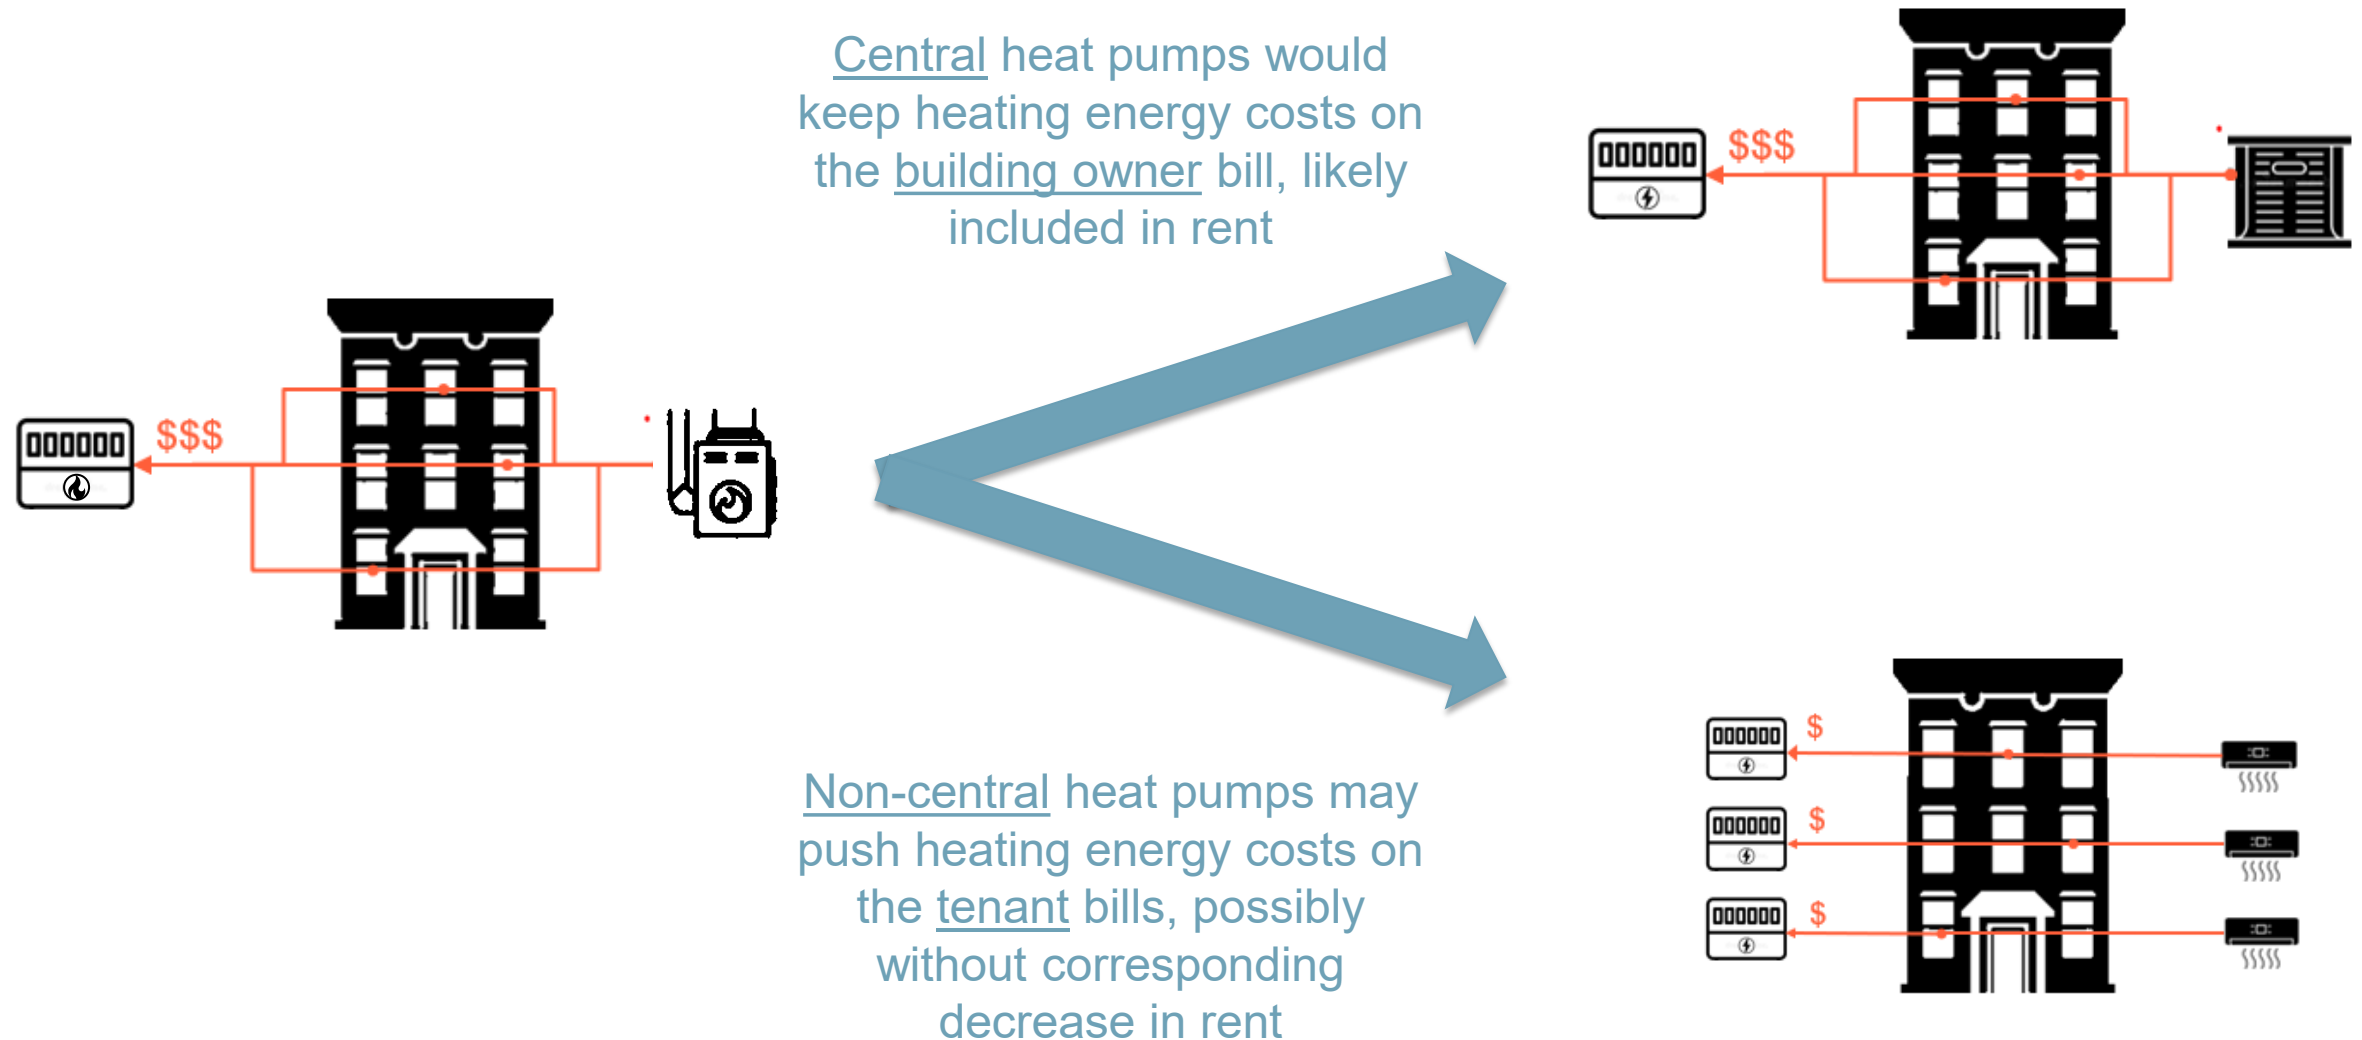 Central heat pumps would
keep heating energy costs on
the building owner bill, likely
included in rent
$$$
$$$
Non-central heat pumps may
push heating energy costs on
the tenant bills, possibly
without corresponding
decrease in rent
$
$
$